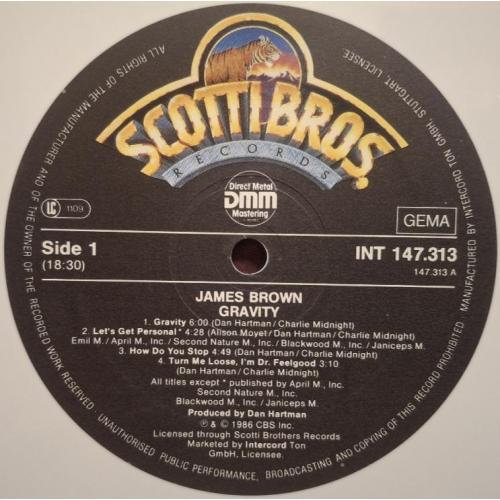 SCOTTI BROS.
RECORDS
Direct Metal
DMM
Mastering
LC 1109
GEMA
Side 1
(18:30)
INT 147.313
147.313 A
JAMES BROWN
GRAVITY
1. Gravity 6:00 (Dan Hartman/Charlie Midnight)
2. Let's Get Personal* 4:28 (Alison Moyet/Dan Hartman/Charlie Midnight)
Emil M./April M., Inc./Second Nature M., Inc./Blackwood M., Inc./Janiceps M.
3. How Do You Stop 4:49 (Dan Hartman/Charlie Midnight)
4. Turn Me Loose, I'm Dr. Feelgood 3:10
(Dan Hartman/Charlie Midnight)
All titles except * published by April M., Inc.
Second Nature M., Inc.
Blackwood M., Inc./Janiceps M.
Produced by Dan Hartman
℗ & © 1986 CBS Inc.
Licensed through Scotti Brothers Records
Marketed by Intercord Ton
GmbH, Licensee.
ALL RIGHTS OF THE MANUFACTURER AND OF THE OWNER OF THE RECORDED WORK RESERVED. UNAUTHORISED PUBLIC PERFORMANCE, BROADCASTING AND COPYING OF THIS RECORD PROHIBITED. MANUFACTURED BY INTERCORD TON GMBH, STUTTGART, LICENSEE.